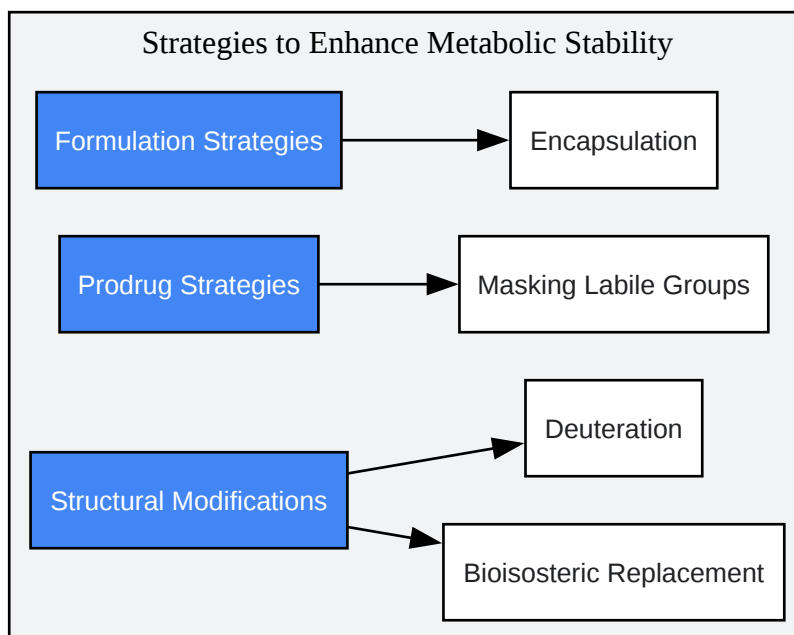 Strategies to Enhance Metabolic Stability
Formulation Strategies
Encapsulation
Prodrug Strategies
Masking Labile Groups
Structural Modifications
Deuteration
Bioisosteric Replacement